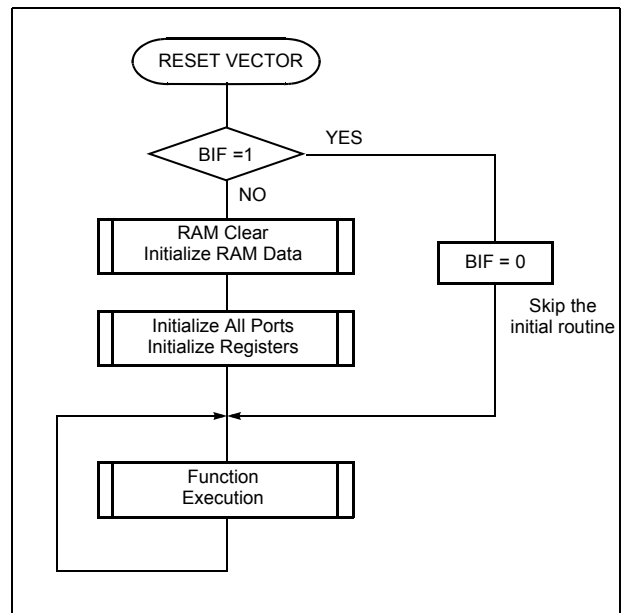 RESET VECTOR
BIF =1
YES
NO
RAM Clear
Initialize RAM Data
BIF = 0
Skip the
initial routine
Initialize All Ports
Initialize Registers
Function
Execution